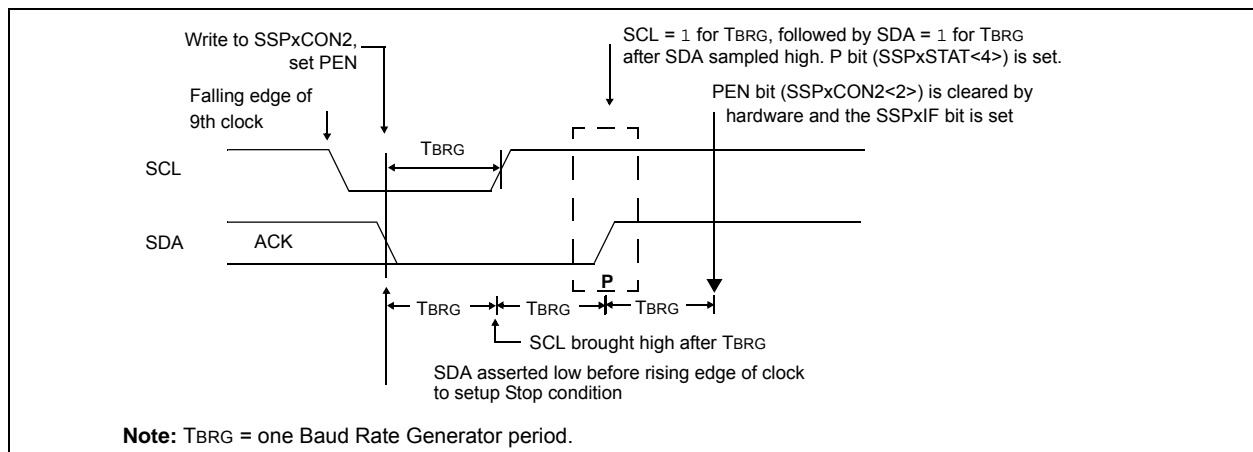 Write to SSPxCON2,
set PEN
SCL = 1 for TBRG, followed by SDA = 1 for TBRG
after SDA sampled high. P bit (SSPxSTAT<4>) is set.
Falling edge of
9th clock
PEN bit (SSPxCON2<2>) is cleared by
hardware and the SSPxIF bit is set
TBRG
SCL
SDA
ACK
P
TBRG
TBRG
TBRG
SCL brought high after TBRG
SDA asserted low before rising edge of clock
to setup Stop condition
Note: TBRG = one Baud Rate Generator period.